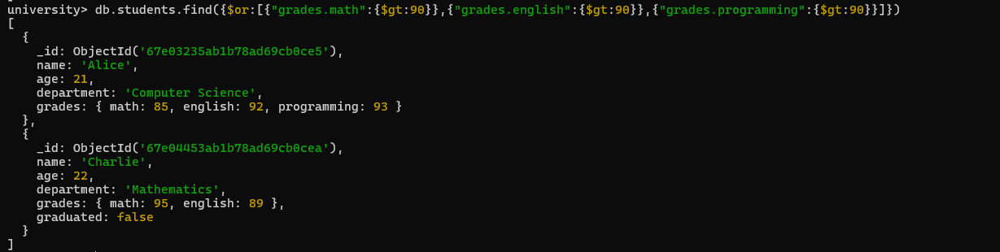 university> db.students.find({$or:[{"grades.math":{$gt:90}},{"grades.english":{$gt:90}},{"grades.programming":{$gt:90}}]})
[
  {
    _id: ObjectId('67e03235ab1b78ad69cb0ce5'),
    name: 'Alice',
    age: 21,
    department: 'Computer Science',
    grades: { math: 85, english: 92, programming: 93 }
  },
  {
    _id: ObjectId('67e04453ab1b78ad69cb0cea'),
    name: 'Charlie',
    age: 22,
    department: 'Mathematics',
    grades: { math: 95, english: 89 },
    graduated: false
  }
]